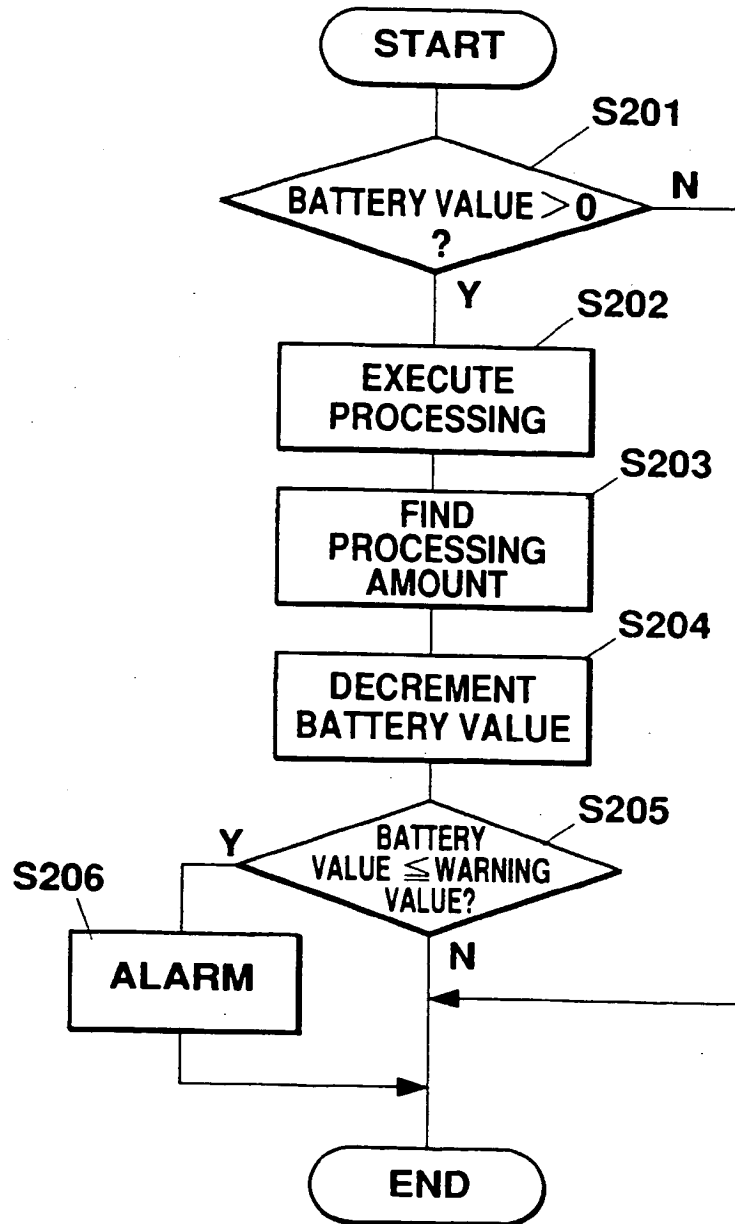 START
S201
BATTERY VALUE >0
?
N
Y
S202
EXECUTE
PROCESSING
S203
FIND
PROCESSING
AMOUNT
S204
DECREMENT
BATTERY VALUE
S205
BATTERY
VALUE ≦ WARNING
VALUE?
Y
S206
ALARM
N
END